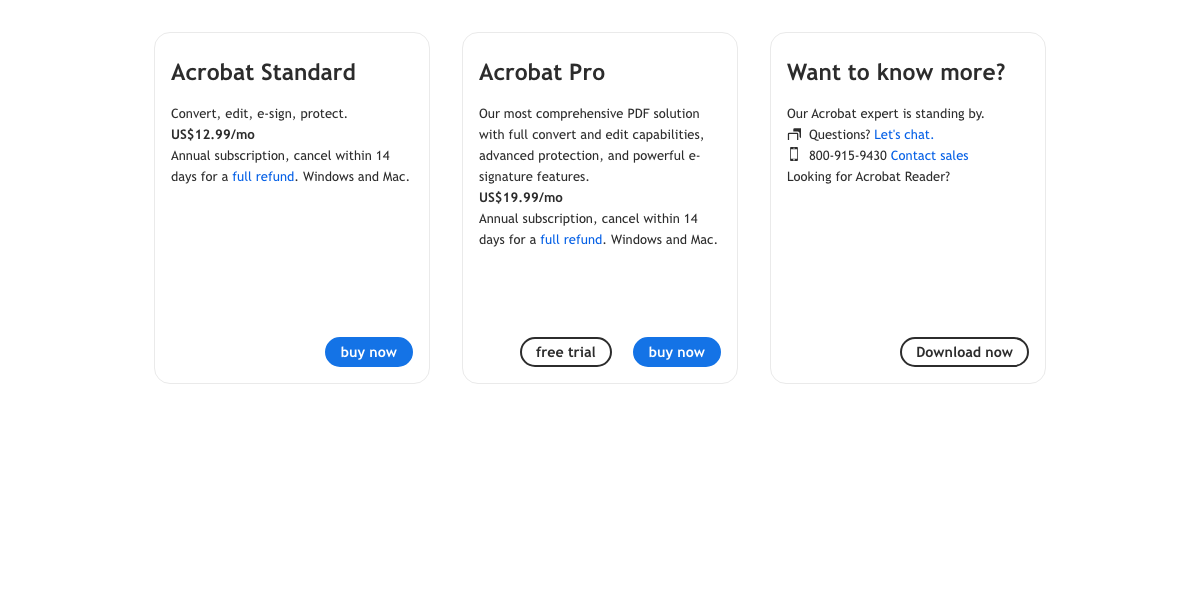 Acrobat Standard
Convert, edit, e-sign, protect.
US$12.99/mo
Annual subscription, cancel within 14
days for a full refund. Windows and Mac.
buy now
Acrobat Pro
Our most comprehensive PDF solution
with full convert and edit capabilities,
advanced protection, and powerful e-
signature features.
US$19.99/mo
Annual subscription, cancel within 14
days for a full refund. Windows and Mac.
free trial
buy now
Want to know more?
Our Acrobat expert is standing by.
Questions? Let's chat.
800-915-9430 Contact sales
Looking for Acrobat Reader?
Download now